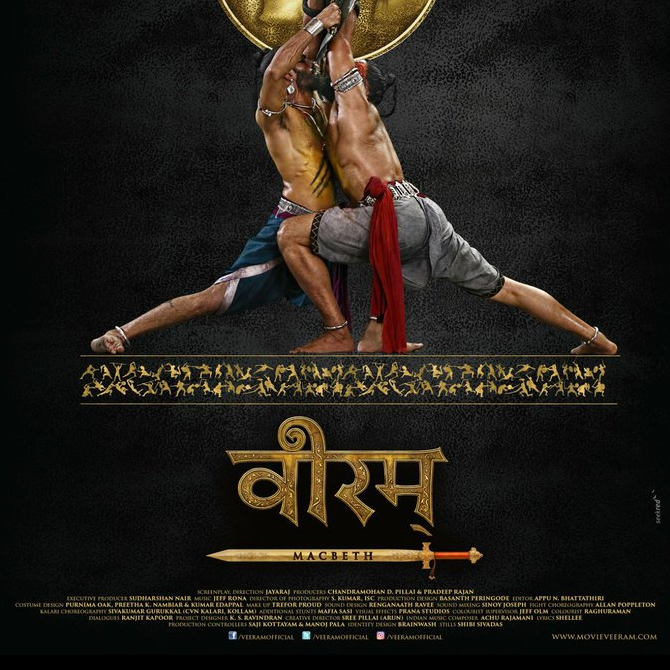 वीरम्
MACBETH
SCREENPLAY, DIRECTION JAYARAJ PRODUCERS CHANDRAMOHAN D. PILLAI & PRADEEP RAJAN
EXECUTIVE PRODUCER SUDHARSHAN NAIR MUSIC JEFF RONA DIRECTOR OF PHOTOGRAPHY S. KUMAR, ISC PRODUCTION DESIGN BASANTH PERINGODE EDITOR APPU N. BHATTATHIRI
COSTUME DESIGN PURNIMA OAK, PREETHA K. NAMBIAR & KUMAR EDAPPAL MAKE UP TREFOR PROUD SOUND DESIGN RENGANAATH RAVEE SOUND MIXING SINOY JOSEPH FIGHT CHOREOGRAPHY ALLAN POPPLETON
KALARI CHOREOGRAPHY SIVAKUMAR GURUKKAL (CVN KALARI, KOLLAM) ADDITIONAL STUNTS MAFIA SASI VISUAL EFFECTS PRANA STUDIOS COLOURIST SUPERVISOR JEFF OLM COLOURIST RAGHURAMAN
DIALOGUES RANJIT KAPOOR PROJECT DESIGNER K. S. RAVINDRAN CREATIVE DIRECTOR SREE PILLAI (ARUN) INDIAN MUSIC COMPOSER ACHU RAJAMANI LYRICS SHELLEE
PRODUCTION CONTROLLERS SAJI KOTTAYAM & MANOJ PALA IDENTITY DESIGN BRAINWASH STILLS SHIBI SIVADAS
/VEERAMOFFICIAL /VEERAMOFFICIAL /VEERAMOFFICIAL
WWW.MOVIEVEERAM.COM
seekred